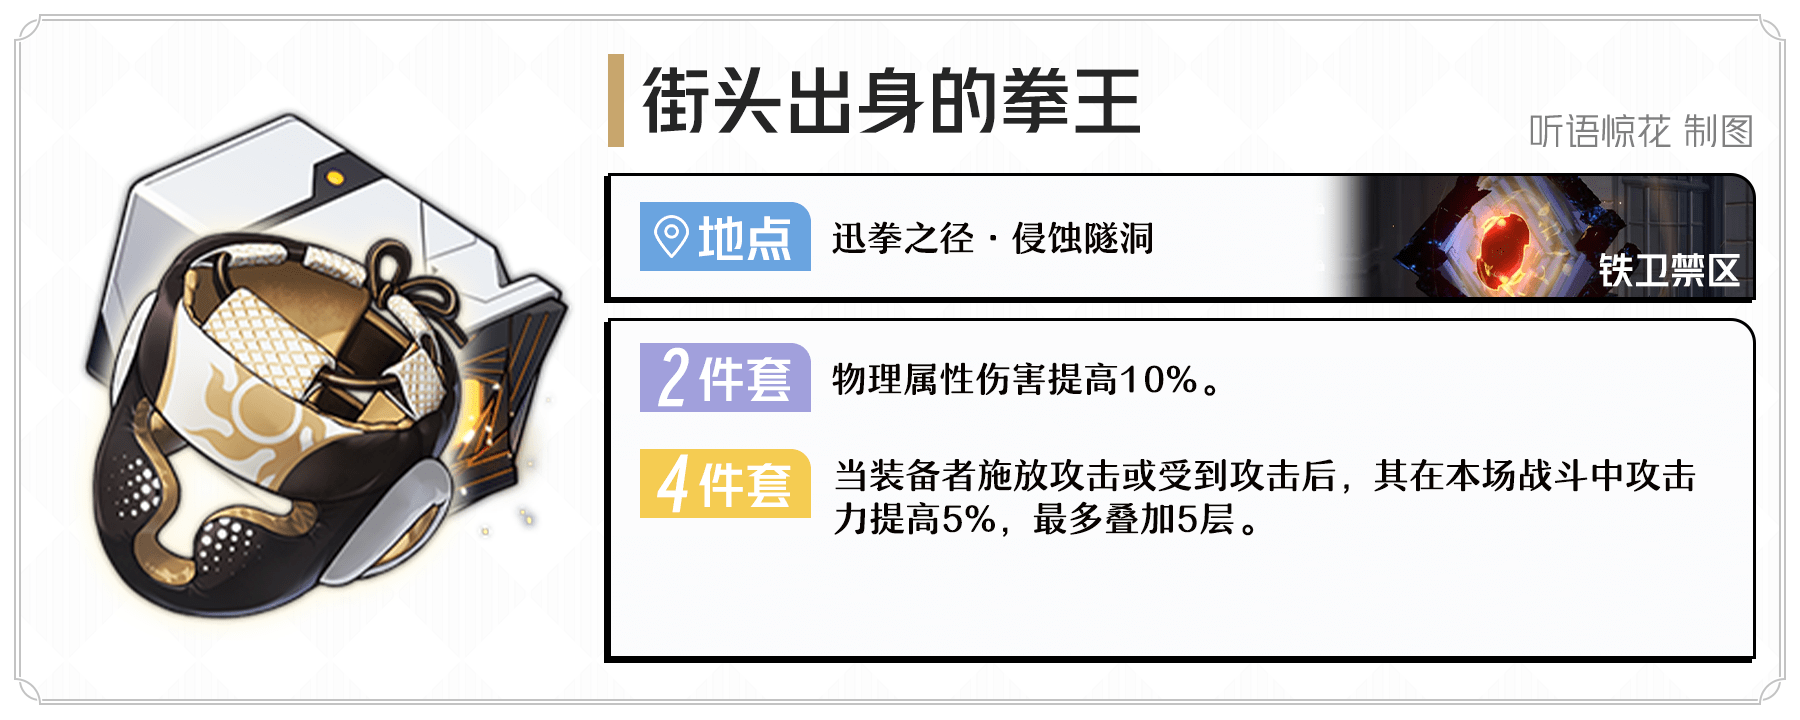 街头出身的拳王
听语惊花 制图
地点
迅拳之径·侵蚀隧洞
铁卫禁区
2件套
物理属性伤害提高10%。
4件套
当装备者施放攻击或受到攻击后，其在本场战斗中攻击
力提高5%，最多叠加5层。